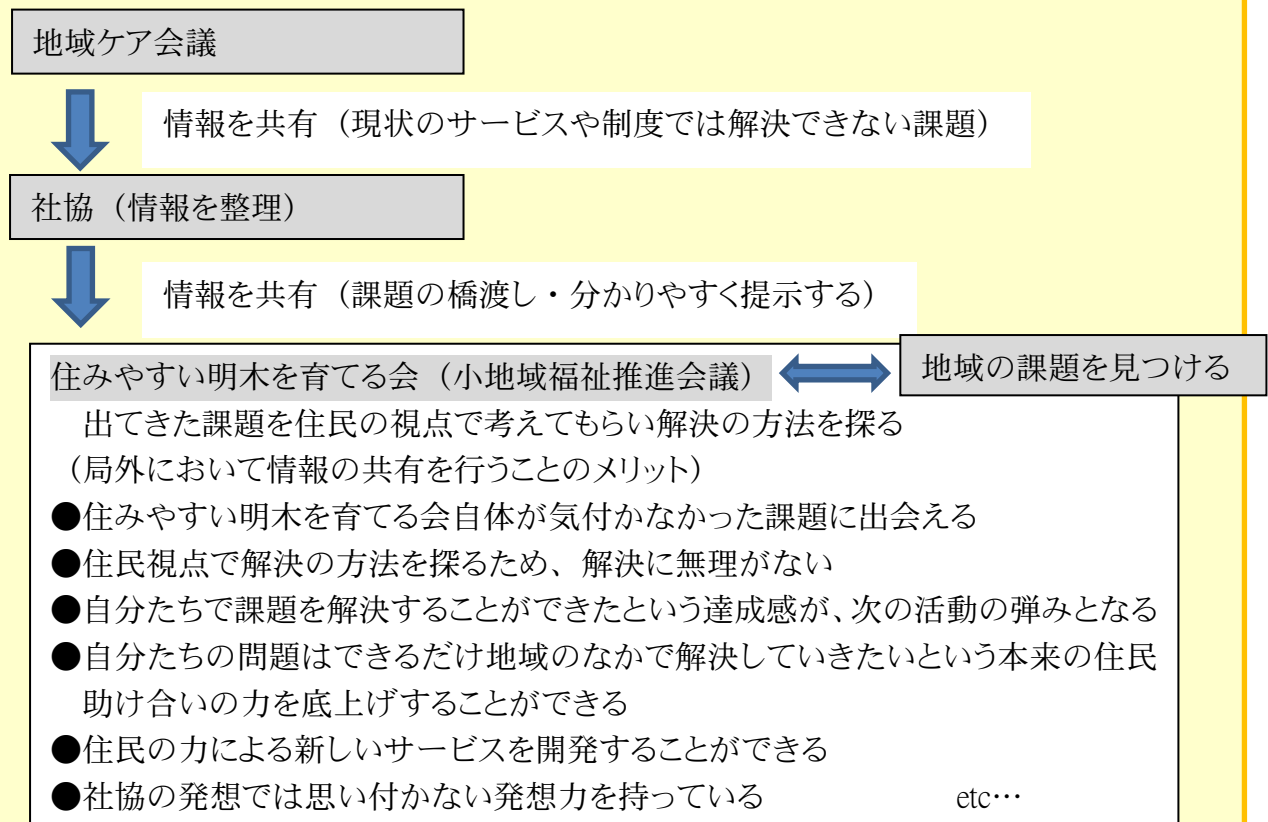 地域ケア会議
情報を共有（現状のサービスや制度では解決できない課題）
社協（情報を整理）
情報を共有（課題の橋渡し・分かりやすく提示する）
住みやすい明木を育てる会（小地域福祉推進会議）
地域の課題を見つける
出てきた課題を住民の視点で考えてもらい解決の方法を探る
（局外において情報の共有を行うことのメリット）
●住みやすい明木を育てる会自体が気付かなかった課題に出会える
●住民視点で解決の方法を探るため、解決に無理がない
●自分たちで課題を解決することができたという達成感が、次の活動の弾みとなる
●自分たちの問題はできるだけ地域のなかで解決していきたいという本来の住民
助け合いの力を底上げすることができる
●住民の力による新しいサービスを開発することができる
●社協の発想では思い付かない発想力を持っている　　　　　　　etc…